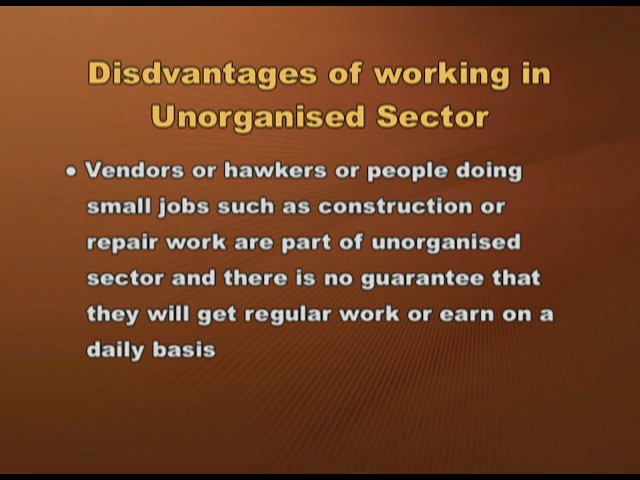 Disdvantages of working in
Unorganised Sector
• Vendors or hawkers or people doing
small jobs such as construction or
repair work are part of unorganised
sector and there is no guarantee that
they will get regular work or earn on a
daily basis